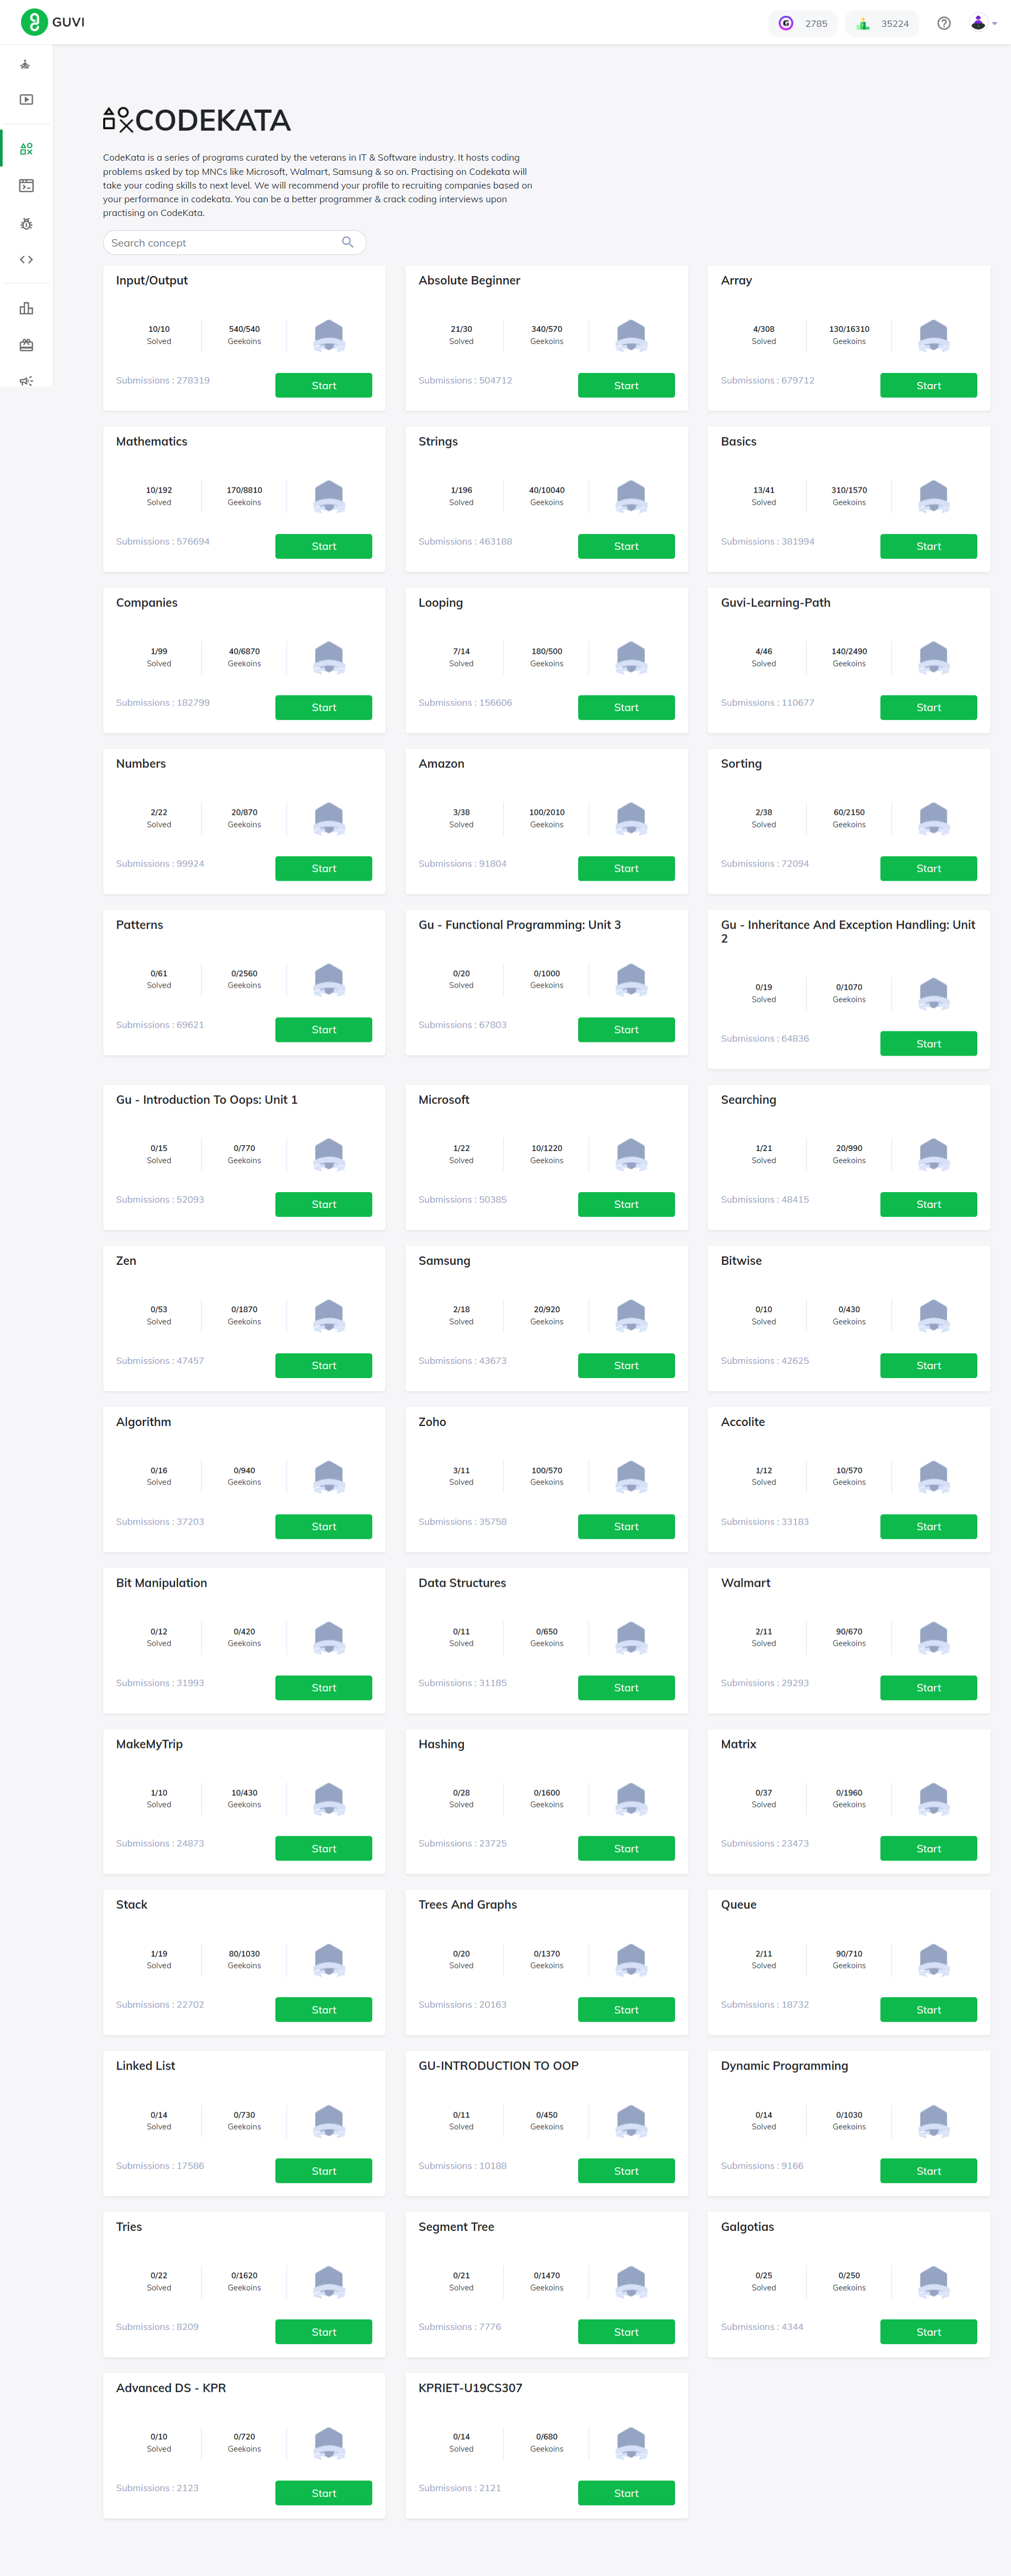 GUVI
2785
35224
CODEKATA
CodeKata is a series of programs curated by the veterans in IT & Software industry. It hosts coding
problems asked by top MNCs like Microsoft, Walmart, Samsung & so on. Practising on Codekata will
take your coding skills to next level. We will recommend your profile to recruiting companies based on
your performance in codekata. You can be a better programmer & crack coding interviews upon
practising on CodeKata.
Search concept
Input/Output
10/10
Solved
540/540
Geekoins
Submissions : 278319
Start
Absolute Beginner
21/30
Solved
340/570
Geekoins
Submissions : 504712
Start
Array
4/308
Solved
130/16310
Geekoins
Submissions : 679712
Start
Mathematics
10/192
Solved
170/8810
Geekoins
Submissions : 576694
Start
Strings
1/196
Solved
40/10040
Geekoins
Submissions : 463188
Start
Basics
13/41
Solved
310/1570
Geekoins
Submissions : 381994
Start
Companies
1/99
Solved
40/6870
Geekoins
Submissions : 182799
Start
Looping
7/14
Solved
180/500
Geekoins
Submissions : 156606
Start
Guvi-Learning-Path
4/46
Solved
140/2490
Geekoins
Submissions : 110677
Start
Numbers
2/22
Solved
20/870
Geekoins
Submissions : 99924
Start
Amazon
3/38
Solved
100/2010
Geekoins
Submissions : 91804
Start
Sorting
2/38
Solved
60/2150
Geekoins
Submissions : 72094
Start
Patterns
0/61
Solved
0/2560
Geekoins
Submissions : 69621
Start
Gu - Functional Programming: Unit 3
0/20
Solved
0/1000
Geekoins
Submissions : 67803
Start
Gu - Inheritance And Exception Handling: Unit
2
0/19
Solved
0/1070
Geekoins
Submissions : 64836
Start
Gu - Introduction To Oops: Unit 1
0/15
Solved
0/770
Geekoins
Submissions : 52093
Start
Microsoft
1/22
Solved
10/1220
Geekoins
Submissions : 50385
Start
Searching
1/21
Solved
20/990
Geekoins
Submissions : 48415
Start
Zen
0/53
Solved
0/1870
Geekoins
Submissions : 47457
Start
Samsung
2/18
Solved
20/920
Geekoins
Submissions : 43673
Start
Bitwise
0/10
Solved
0/430
Geekoins
Submissions : 42625
Start
Algorithm
0/16
Solved
0/940
Geekoins
Submissions : 37203
Start
Zoho
3/11
Solved
100/570
Geekoins
Submissions : 35758
Start
Accolite
1/12
Solved
10/570
Geekoins
Submissions : 33183
Start
Bit Manipulation
0/12
Solved
0/420
Geekoins
Submissions : 31993
Start
Data Structures
0/11
Solved
0/650
Geekoins
Submissions : 31185
Start
Walmart
2/11
Solved
90/670
Geekoins
Submissions : 29293
Start
MakeMyTrip
1/10
Solved
10/430
Geekoins
Submissions : 24873
Start
Hashing
0/28
Solved
0/1600
Geekoins
Submissions : 23725
Start
Matrix
0/37
Solved
0/1960
Geekoins
Submissions : 23473
Start
Stack
1/19
Solved
80/1030
Geekoins
Submissions : 22702
Start
Trees And Graphs
0/20
Solved
0/1370
Geekoins
Submissions : 20163
Start
Queue
2/11
Solved
90/710
Geekoins
Submissions : 18732
Start
Linked List
0/14
Solved
0/730
Geekoins
Submissions : 17586
Start
GU-INTRODUCTION TO OOP
0/11
Solved
0/450
Geekoins
Submissions : 10188
Start
Dynamic Programming
0/14
Solved
0/1030
Geekoins
Submissions : 9166
Start
Tries
0/22
Solved
0/1620
Geekoins
Submissions : 8209
Start
Segment Tree
0/21
Solved
0/1470
Geekoins
Submissions : 7776
Start
Galgotias
0/25
Solved
0/250
Geekoins
Submissions : 4344
Start
Advanced DS - KPR
0/10
Solved
0/720
Geekoins
Submissions : 2123
Start
KPRIET-U19CS307
0/14
Solved
0/680
Geekoins
Submissions : 2121
Start